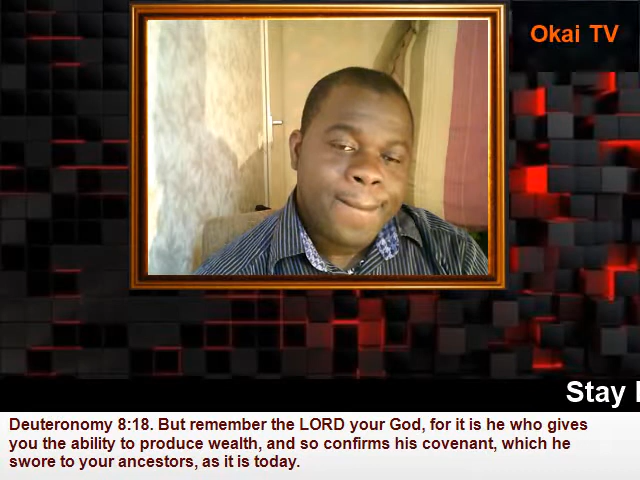 Okai TV
Stay
Deuteronomy 8:18. But remember the LORD your God, for it is he who gives
you the ability to produce wealth, and so confirms his covenant, which he
swore to your ancestors, as it is today.